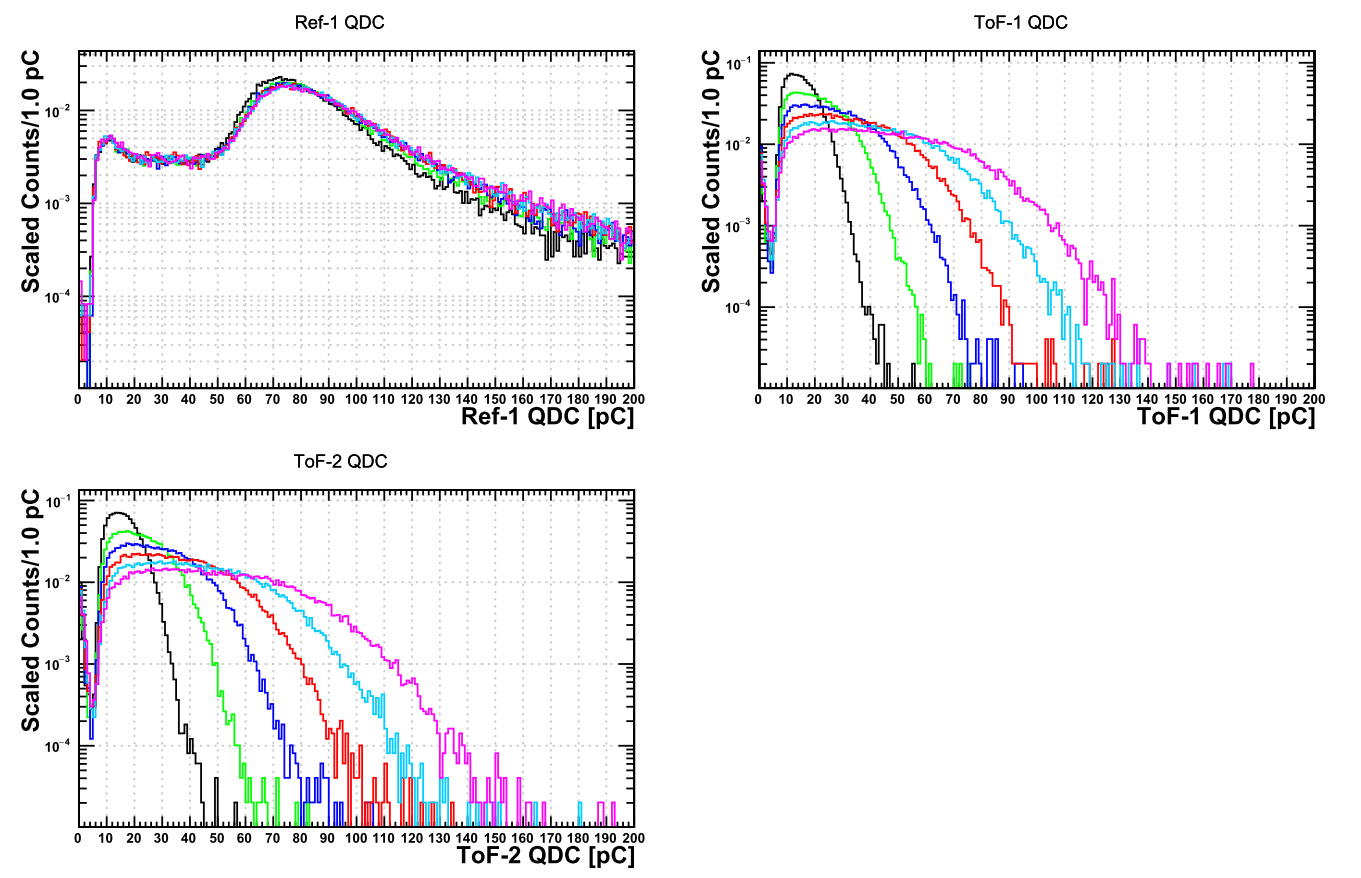 Ref-1 QDC
Scaled Counts/1.0 pC
10⁻²
10⁻³
10⁻⁴
0 10 20 30 40 50 60 70 80 90 100 110 120 130 140 150 160 170 180 190 200
Ref-1 QDC [pC]
ToF-1 QDC
Scaled Counts/1.0 pC
10⁻¹
10⁻²
10⁻³
10⁻⁴
0 10 20 30 40 50 60 70 80 90 100 110 120 130 140 150 160 170 180 190 200
ToF-1 QDC [pC]
ToF-2 QDC
Scaled Counts/1.0 pC
10⁻¹
10⁻²
10⁻³
10⁻⁴
0 10 20 30 40 50 60 70 80 90 100 110 120 130 140 150 160 170 180 190 200
ToF-2 QDC [pC]